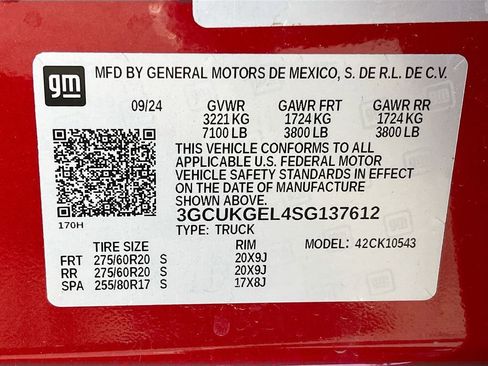 gm MFD BY GENERAL MOTORS DE MEXICO, S. DE R.L. DE C.V.
09/24 GVWR GAWR FRT GAWR RR
3221 KG 1724 KG 1724 KG
7100 LB 3800 LB 3800 LB
THIS VEHICLE CONFORMS TO ALL
APPLICABLE U.S. FEDERAL MOTOR
VEHICLE SAFETY STANDARDS IN EFFECT
ON THE DATE OF MANUFACTURE
SHOWN ABOVE.
3GCUKGEL4SG137612
170H TYPE: TRUCK
TIRE SIZE RIM MODEL: 42CK10543
FRT 275/60R20 S 20X9J
RR 275/60R20 S 20X9J
SPA 255/80R17 S 17X8J